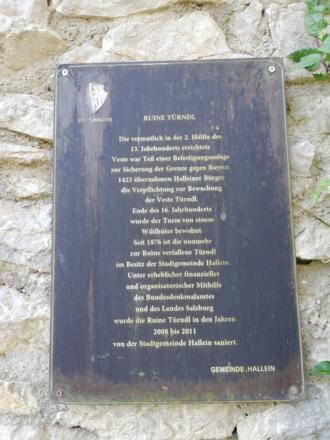 STADT HALLEIN
RUINE TÜRNDL
Die vermutlich in der 2. Hälfte des
13. Jahrhunderts errichtete
Veste war Teil einer Befestigungsanlage
zur Sicherung der Grenze gegen Bayern.
1423 übernahmen Halleiner Bürger
die Verpflichtung zur Bewachung
der Veste Türndl.
Ende des 16. Jahrhunderts
wurde der Turm von einem
Wildhüter bewohnt.
Seit 1876 ist die nunmehr
zur Ruine verfallene Türndl
im Besitz der Stadtgemeinde Hallein.
Unter erheblicher finanzieller
und organisatorischer Mithilfe
des Bundesdenkmalamtes
und des Landes Salzburg
wurde die Ruine Türndl in den Jahren
2008 bis 2011
von der Stadtgemeinde Hallein saniert.
GEMEINDE HALLEIN